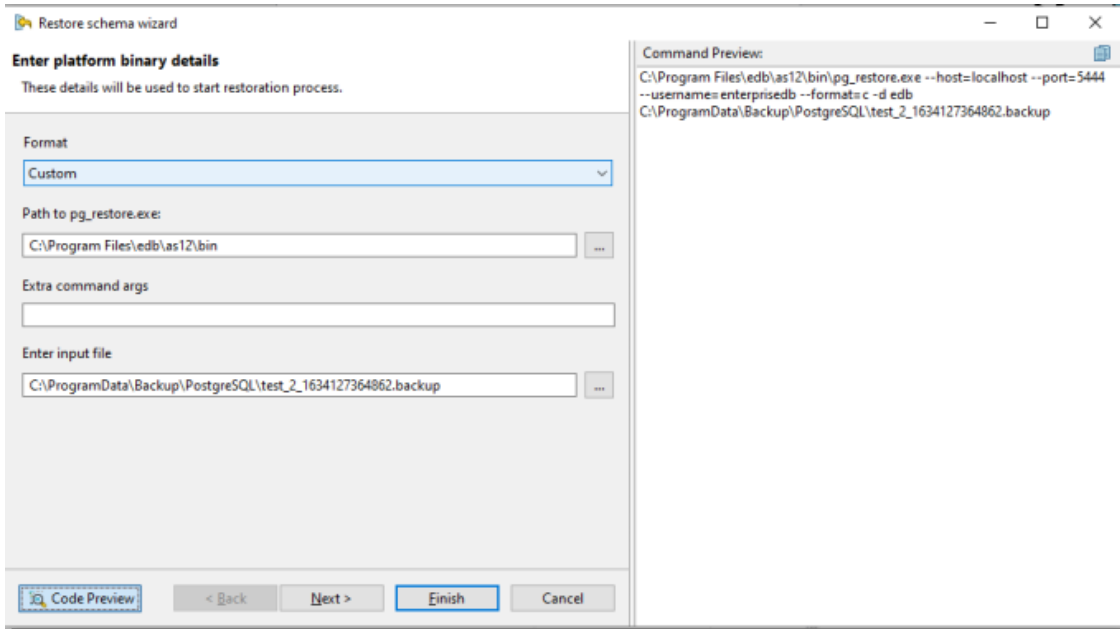 Restore schema wizard
Enter platform binary details
These details will be used to start restoration process.
Format
Custom
Path to pg_restore.exe:
C:\Program Files\edb\as12\bin
...
Extra command args
Enter input file
C:\ProgramData\Backup\PostgreSQL\test_2_1634127364862.backup
...
Code Preview
< Back
Next >
Finish
Cancel
Command Preview:
C:\Program Files\edb\as12\bin\pg_restore.exe --host=localhost --port=5444
--username=enterprisedb --format=c -d edb
C:\ProgramData\Backup\PostgreSQL\test_2_1634127364862.backup